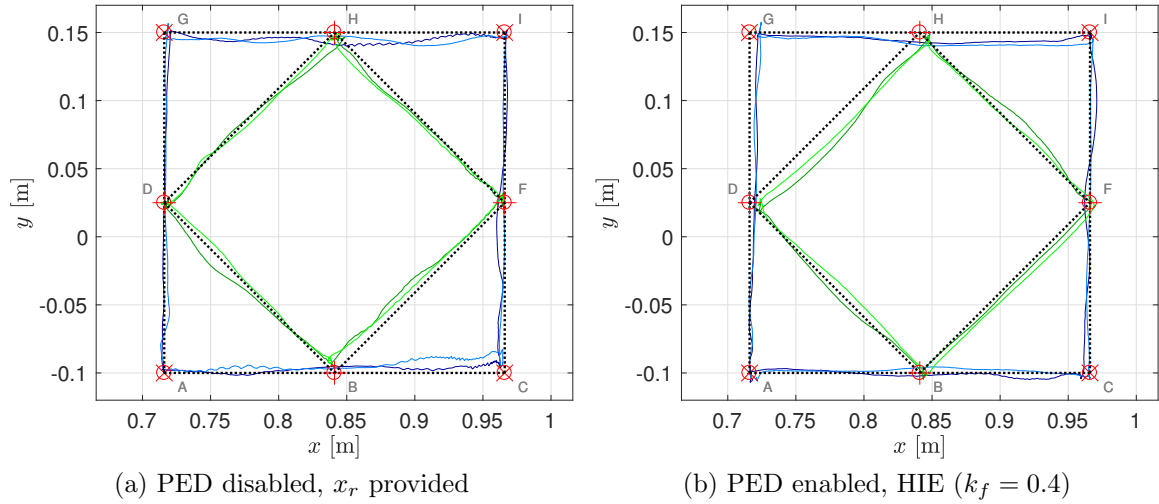 G H I
0.15
0.1
0.05
D F
0
-0.05
-0.1
A B C
0.7 0.75 0.8 0.85 0.9 0.95 1
x [m]
y [m]
(a) PED disabled, x_r provided
G H I
0.15
0.1
0.05
D F
0
-0.05
-0.1
A B C
0.7 0.75 0.8 0.85 0.9 0.95 1
x [m]
y [m]
(b) PED enabled, HIE (k_f = 0.4)